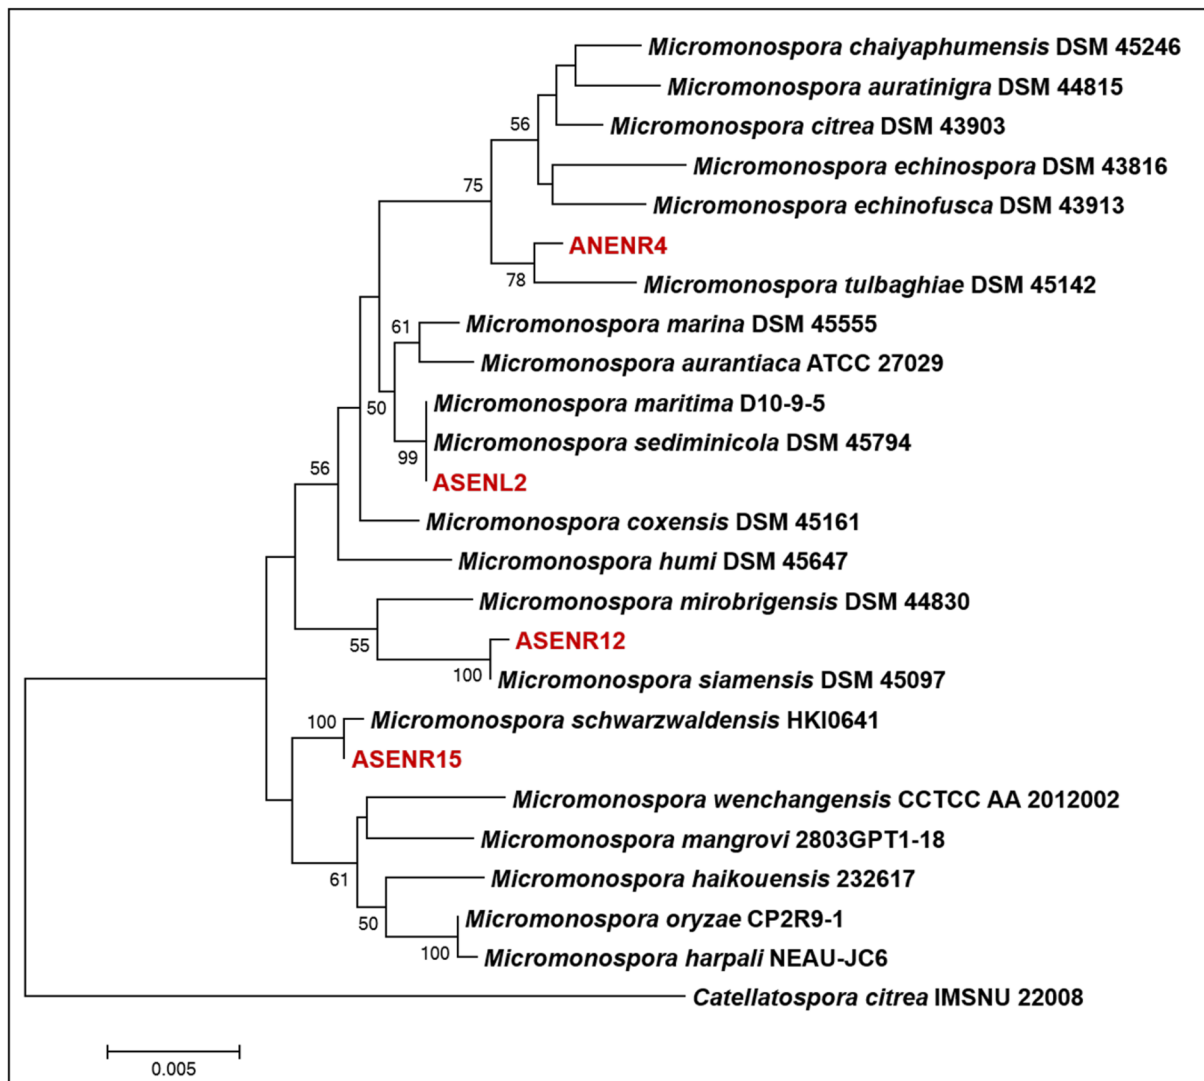 Micromonospora chaiyaphumensis DSM 45246
Micromonospora auratinigra DSM 44815
56
Micromonospora citrea DSM 43903
Micromonospora echinospora DSM 43816
75
Micromonospora echinofusca DSM 43913
ANENR4
78
Micromonospora tulbaghiae DSM 45142
61
Micromonospora marina DSM 45555
Micromonospora aurantiaca ATCC 27029
50
Micromonospora maritima D10-9-5
Micromonospora sediminicola DSM 45794
99
56
ASENL2
Micromonospora coxensis DSM 45161
Micromonospora humi DSM 45647
Micromonospora mirobrigensis DSM 44830
55
ASENR12
100
Micromonospora siamensis DSM 45097
100
Micromonospora schwarzwaldensis HKI0641
ASENR15
Micromonospora wenchangensis CCTCC AA 2012002
Micromonospora mangrovi 2803GPT1-18
61
Micromonospora haikouensis 232617
50
Micromonospora oryzae CP2R9-1
100
Micromonospora harpali NEAU-JC6
Catellatospora citrea IMSNU 22008
0.005